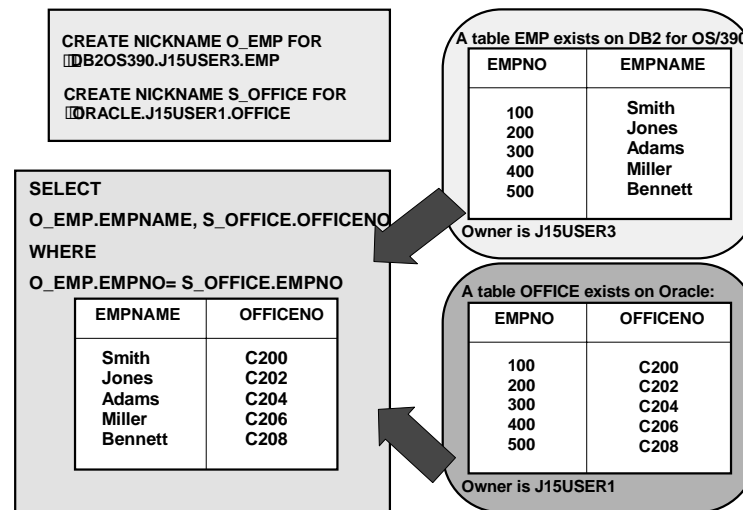 CREATE NICKNAME O_EMP FOR
DB2OS390.J15USER3.EMP
CREATE NICKNAME S_OFFICE FOR
ORACLE.J15USER1.OFFICE
A table EMP exists on DB2 for OS/390
EMPNO EMPNAME
100 Smith
200 Jones
300 Adams
400 Miller
500 Bennett
Owner is J15USER3
SELECT
O_EMP.EMPNAME, S_OFFICE.OFFICENO
WHERE
O_EMP.EMPNO= S_OFFICE.EMPNO
EMPNAME OFFICENO
Smith C200
Jones C202
Adams C204
Miller C206
Bennett C208
A table OFFICE exists on Oracle:
EMPNO OFFICENO
100 C200
200 C202
300 C204
400 C206
500 C208
Owner is J15USER1